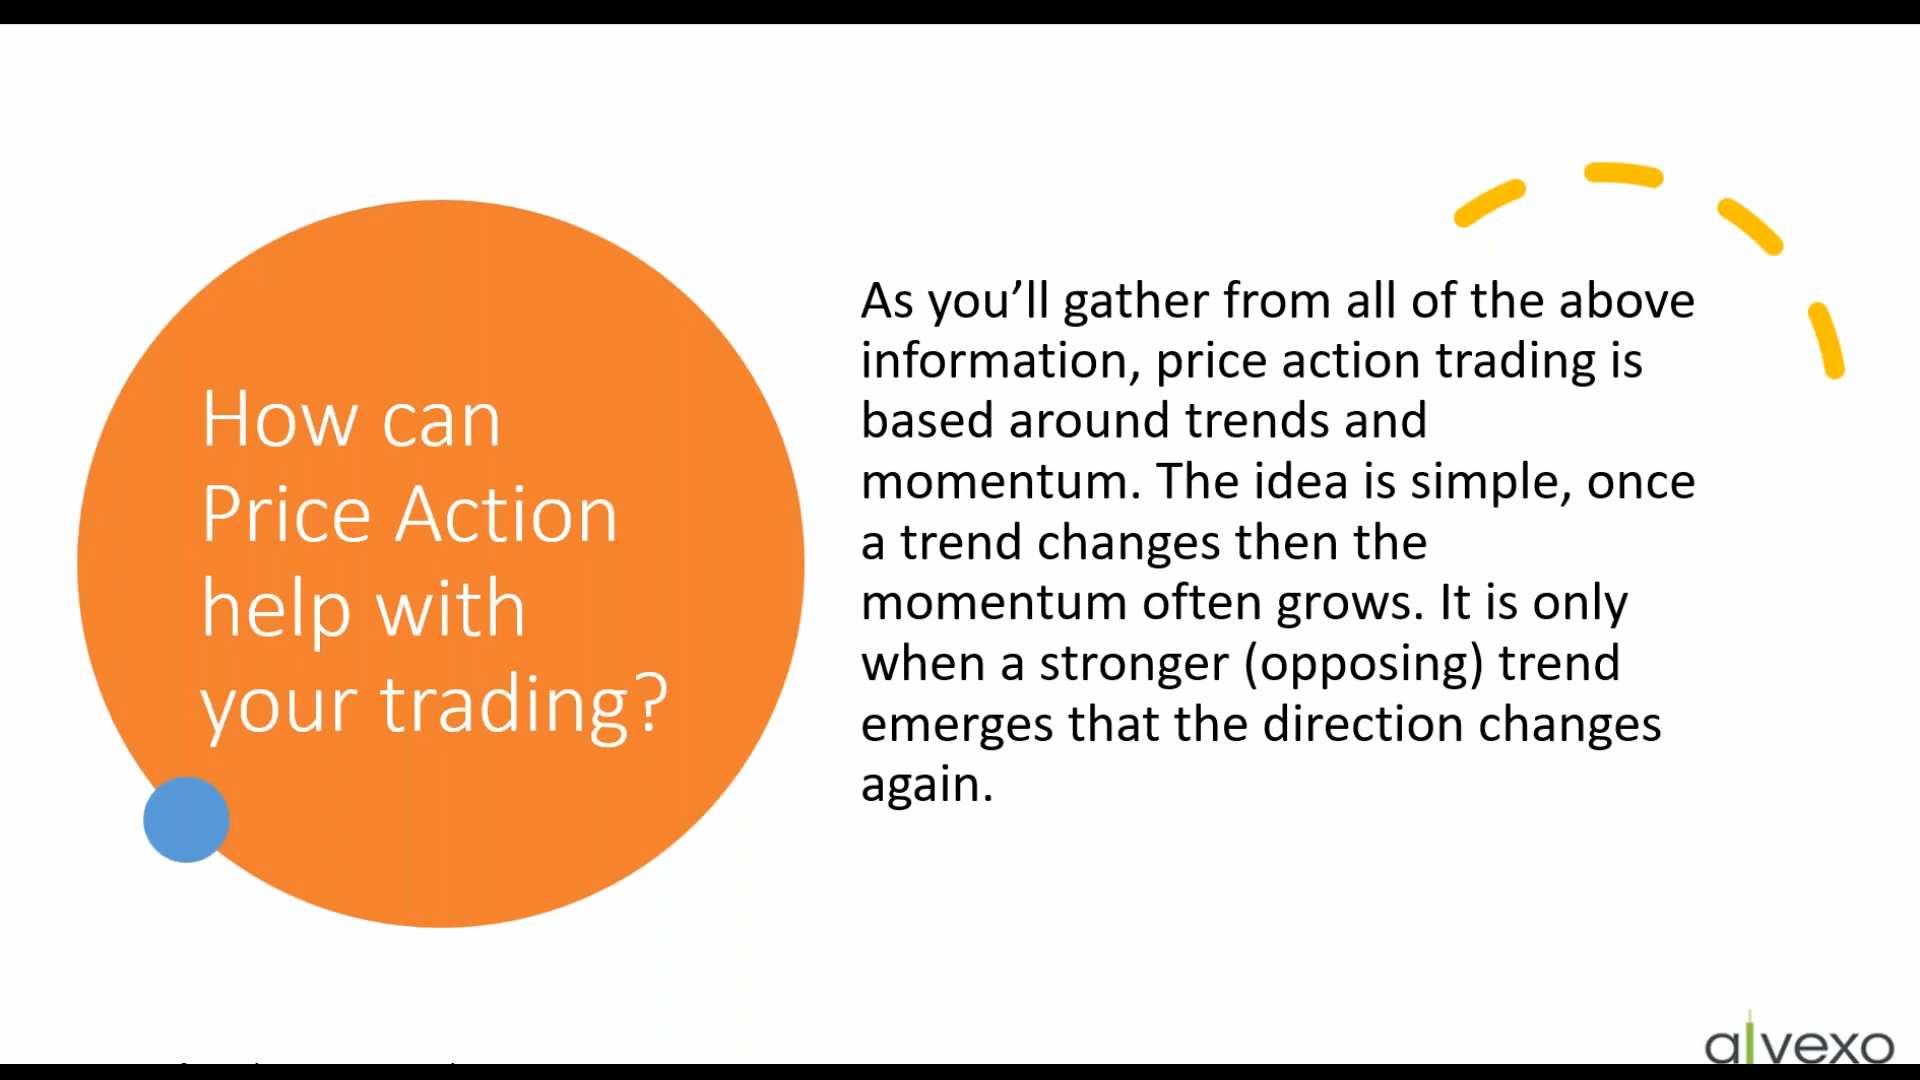 How can
Price Action
help with
your trading?
As you’ll gather from all of the above
information, price action trading is
based around trends and
momentum. The idea is simple, once
a trend changes then the
momentum often grows. It is only
when a stronger (opposing) trend
emerges that the direction changes
again.
alvexo